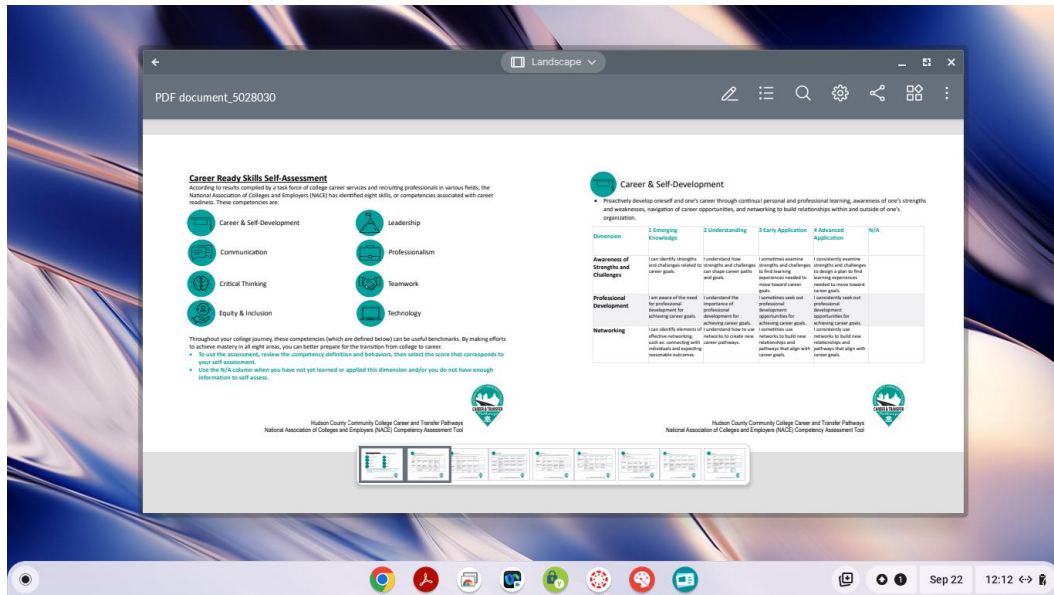 Landscape
PDF document_5028030
Career Ready Skills Self-Assessment
According to results compiled by a task force of college career services and recruiting professionals in various fields, the
National Association of Colleges and Employers (NACE) has identified eight skills, or competencies associated with career
readiness. These competencies are:
Career & Self-Development
Leadership
Communication
Professionalism
Critical Thinking
Teamwork
Equity & Inclusion
Technology
Throughout your college journey, these competencies (which are defined below) can be useful benchmarks. By making efforts
to achieve mastery in all eight areas, you can better prepare for the transition from college to career.
• To use the assessment, review the competency definition and behaviors, then select the score that corresponds to
your self-assessment.
• Use the N/A column when you have not yet learned or applied this dimension and/or you do not have enough
information to self-assess.
CAREER & TRANSFER
Hudson County Community College Career and Transfer Pathways
National Association of Colleges and Employers (NACE) Competency Assessment Tool
Career & Self-Development
• Proactively develop oneself and one's career through continual personal and professional learning, awareness of one's strengths
and weaknesses, navigation of career opportunities, and networking to build relationships within and outside of one's
organization.
Dimension
1 Emerging
Knowledge
2 Understanding
3 Early Application
4 Advanced
Application
N/A
Awareness of
Strengths and
Challenges
I can identify strengths
and challenges related to
career goals.
I understand how
strengths and challenges
can shape career paths
and goals.
I sometimes examine
strengths and challenges
to find learning
experiences needed to
move toward career
goals.
I consistently examine
strengths and challenges
to design a plan to find
learning experiences
needed to move toward
career goals.
Professional
Development
I am aware of the need
for professional
development for
achieving career goals.
I understand the
importance of
professional
development for
achieving career goals.
I sometimes seek out
professional
development
opportunities for
achieving career goals.
I consistently seek out
professional
development
opportunities for
achieving career goals.
Networking
I can identify elements of
effective networking,
such as: connecting with
individuals and expecting
reasonable outcomes.
I understand how to use
networks to create new
career pathways.
I sometimes use
networks to build new
relationships and
pathways that align with
career goals.
I consistently use
networks to build new
relationships and
pathways that align with
career goals.
CAREER & TRANSFER
Hudson County Community College Career and Transfer Pathways
National Association of Colleges and Employers (NACE) Competency Assessment Tool
1
Sep 22
12:12